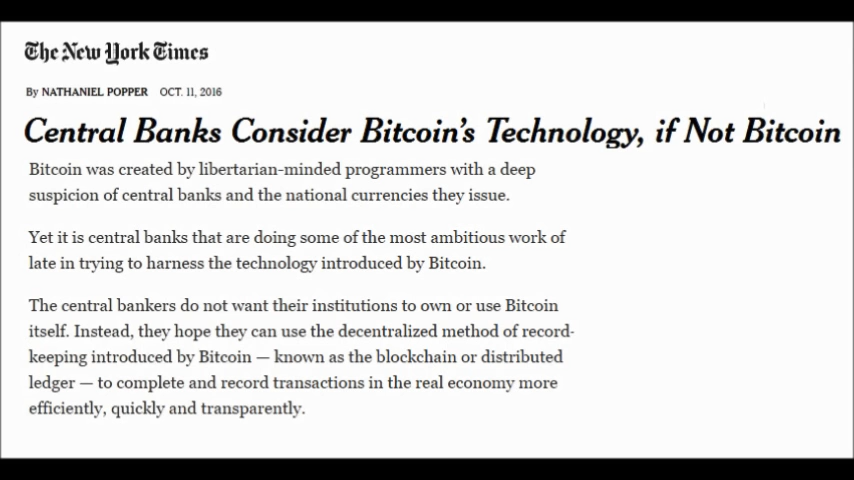 The New York Times
By NATHANIEL POPPER OCT. 11, 2016
Central Banks Consider Bitcoin's Technology, if Not Bitcoin
Bitcoin was created by libertarian-minded programmers with a deep
suspicion of central banks and the national currencies they issue.
Yet it is central banks that are doing some of the most ambitious work of
late in trying to harness the technology introduced by Bitcoin.
The central bankers do not want their institutions to own or use Bitcoin
itself. Instead, they hope they can use the decentralized method of record-
keeping introduced by Bitcoin — known as the blockchain or distributed
ledger — to complete and record transactions in the real economy more
efficiently, quickly and transparently.